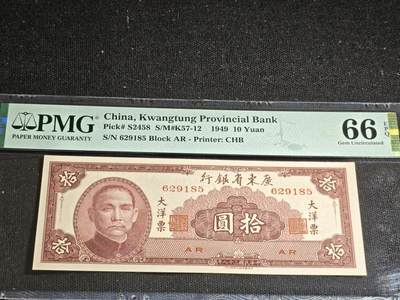 PMG
PAPER MONEY GUARANTY
China, Kwangtung Provincial Bank
Pick# S2458 S/M#K57-12 1949 10 Yuan
S/N 629185 Block AR - Printer: CHB
66 EPQ
Gem Uncirculated
行銀省東廣
629185 629185
大洋票 圓拾 大洋票
AR AR
拾 拾
拾 拾